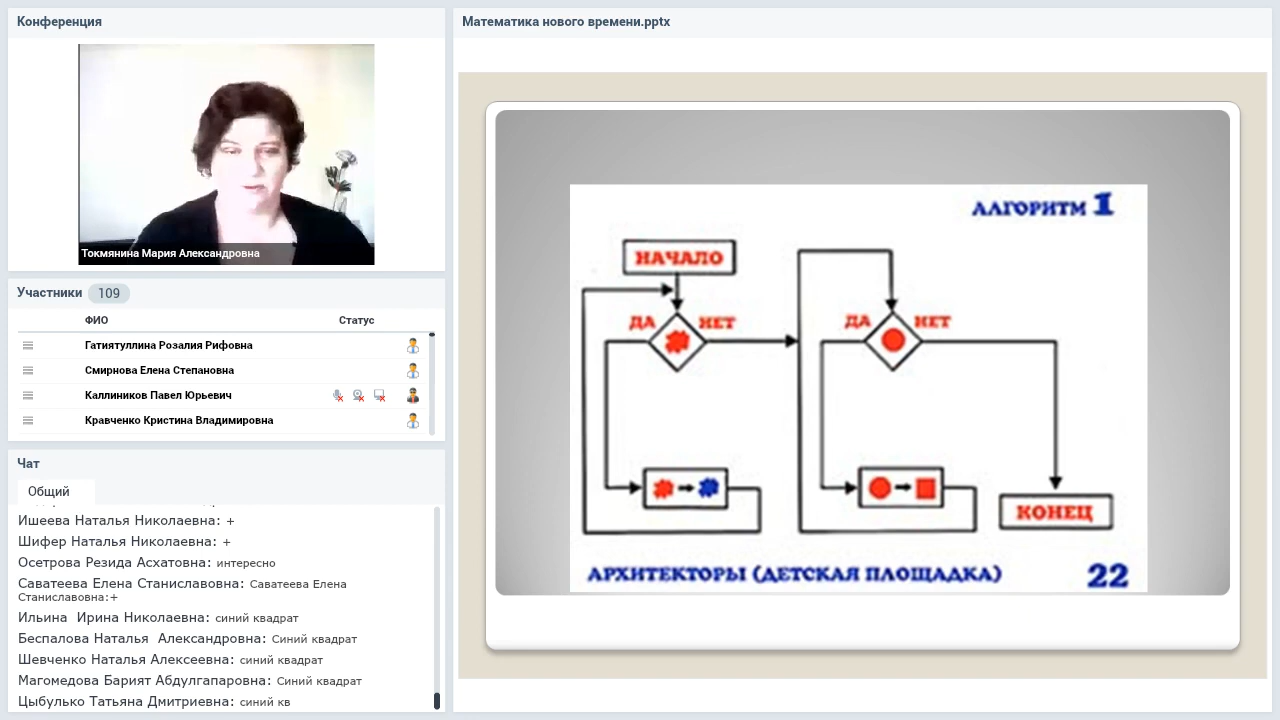 Конференция
Токмянина Мария Александровна
Участники 109
ФИО Статус
Гатиятуллина Розалия Рифовна
Смирнова Елена Степановна
Каллиников Павел Юрьевич
Кравченко Кристина Владимировна
Чат
Общий
Ишеева Наталья Николаевна: +
Шифер Наталья Николаевна: +
Осетрова Резида Асхатовна: интересно
Саватеева Елена Станиславовна: Саватеева Елена
Станиславовна:+
Ильина Ирина Николаевна: синий квадрат
Беспалова Наталья Александровна: Синий квадрат
Шевченко Наталья Алексеевна: синий квадрат
Магомедова Барият Абдулгапаровна: Синий квадрат
Цыбулько Татьяна Дмитриевна: синий кв
Математика нового времени.pptx
АЛГОРИТМ 1
НАЧАЛО
ДА НЕТ
ДА НЕТ
КОНЕЦ
АРХИТЕКТОРЫ (ДЕТСКАЯ ПЛОЩАДКА) 22